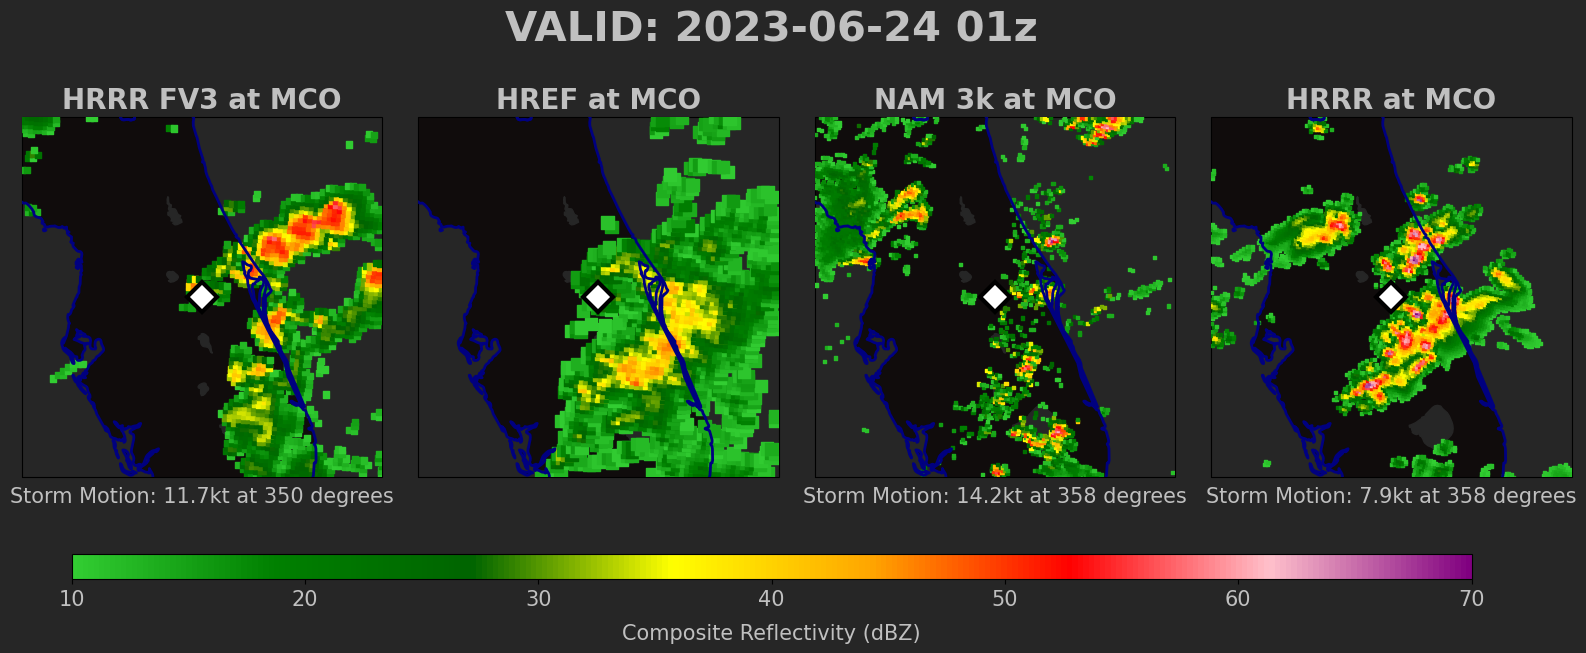 VALID: 2023-06-24 01z
HRRR FV3 at MCO
HREF at MCO
NAM 3k at MCO
HRRR at MCO
Storm Motion: 11.7kt at 350 degrees
Storm Motion: 14.2kt at 358 degrees
Storm Motion: 7.9kt at 358 degrees
10 20 30 40 50 60 70
Composite Reflectivity (dBZ)